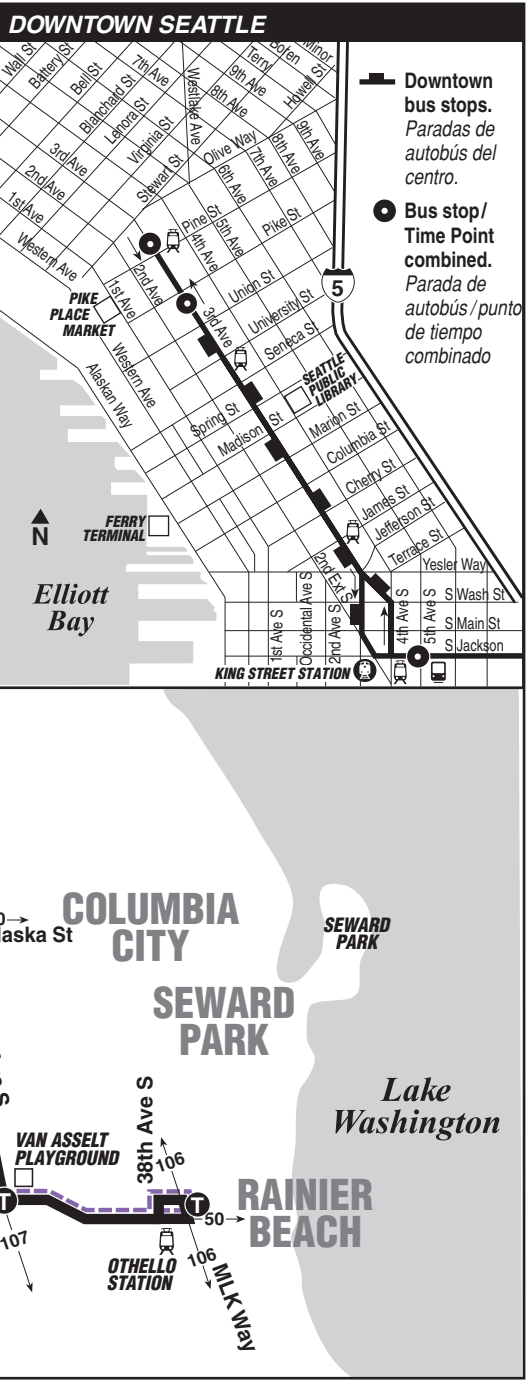 DOWNTOWN SEATTLE
Wall St
Battery St
Bell St
Blanchard St
Lenora St
Virginia St
Stewart St
7th Ave
Westlake Ave
8th Ave
9th Ave
Terry
Boren
Minor
Howell St
Olive Way
9th Ave
8th Ave
7th Ave
6th Ave
5th Ave
4th Ave
3rd Ave
2nd Ave
1st Ave
Western Ave
Pine St
Pike St
3rd Ave
2nd Ave
1st Ave
PIKE
PLACE
MARKET
Union St
University St
Seneca St
SEATTLE
PUBLIC
LIBRARY
Western Ave
Alaskan Way
Spring St
Madison St
Marion St
Columbia St
Cherry St
James St
Jefferson St
Terrace St
Yesler Way
S Wash St
S Main St
S Jackson
2nd Ext S
1st Ave S
Occidental Ave S
2nd Ave S
4th Ave S
5th Ave S
KING STREET STATION
N
FERRY
TERMINAL
Elliott
Bay
5
Downtown
bus stops.
Paradas de
autobús del
centro.
Bus stop/
Time Point
combined.
Parada de
autobús/punto
de tiempo
combinado
COLUMBIA
CITY
laska St
SEWARD
PARK
SEWARD
PARK
Lake
Washington
VAN ASSELT
PLAYGROUND
38th Ave S
106
T
T
50
RAINIER
BEACH
107
OTHELLO
STATION
106
MLK Way